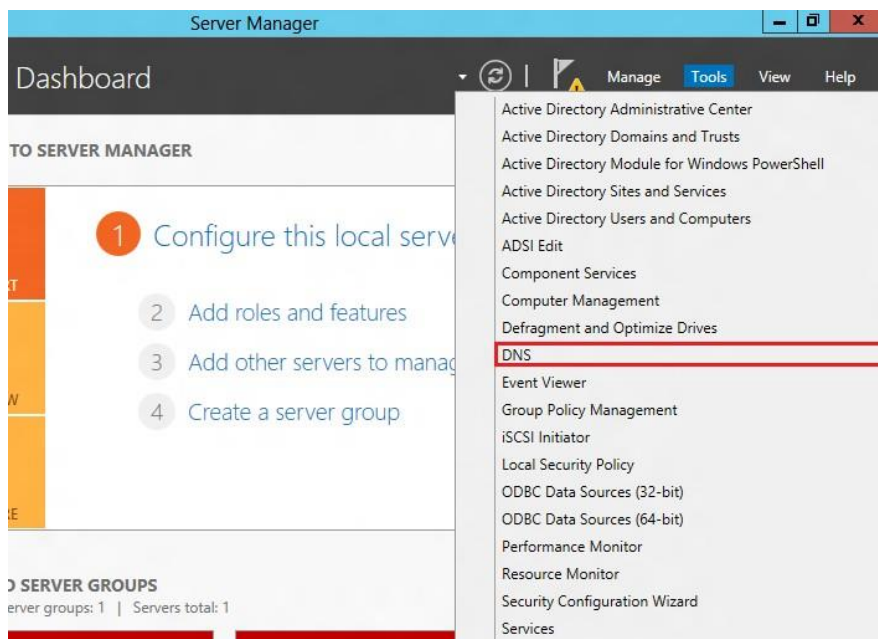 Server Manager
Dashboard
Manage Tools View Help
TO SERVER MANAGER
1 Configure this local
2 Add roles and features
3 Add other servers to
4 Create a server group
SERVER GROUPS
groups: 1 | Servers total: 1
Active Directory Administrative Center
Active Directory Domains and Trusts
Active Directory Module for Windows PowerShell
Active Directory Sites and Services
Active Directory Users and Computers
ADSI Edit
Component Services
Computer Management
Defragment and Optimize Drives
DNS
Event Viewer
Group Policy Management
iSCSI Initiator
Local Security Policy
ODBC Data Sources (32-bit)
ODBC Data Sources (64-bit)
Performance Monitor
Resource Monitor
Security Configuration Wizard
Services